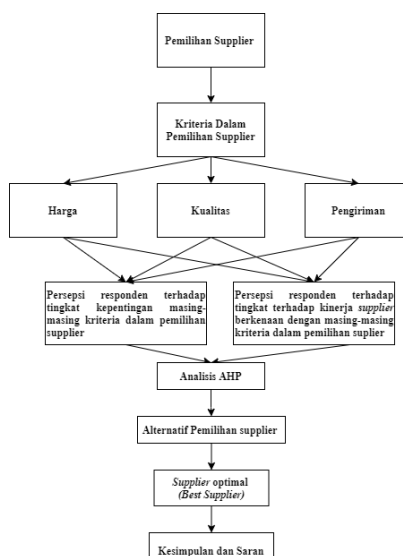 Pemilihan Supplier
Kriteria Dalam
Pemilihan Supplier
Harga
Kualitas
Pengiriman
Persepsi responden terhadap
tingkat kepentingan masing-
masing kriteria dalam pemilihan
supplier
Persepsi responden terhadap
tingkat terhadap kinerja supplier
berkenaan dengan masing-masing
kriteria dalam pemilihan suplier
Analisis AHP
Alternatif Pemilihan supplier
Supplier optimal
(Best Supplier)
Kesimpulan dan Saran